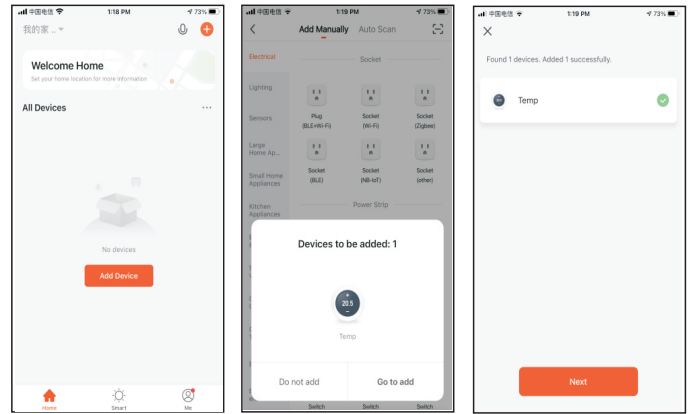 中国电信
1:18 PM
73%
我的家 ..
Welcome Home
Set your home location for more information
All Devices
...
No devices
Add Device
Home
Smart
Me
中国电信
1:19 PM
73%
Add Manually
Auto Scan
Electrical
Socket
Lighting
Sensors
Plug
(BLE+Wi-Fi)
Socket
(Wi-Fi)
Socket
(Zigbee)
Large
Home Ap...
Small Home
Appliances
Socket
(BLE)
Socket
(NB-IoT)
Socket
(other)
Kitchen
Appliances
Power Strip
Devices to be added: 1
20.5
Temp
Do not add
Go to add
Switch
Switch
Switch
中国电信
1:19 PM
73%
Found 1 devices. Added 1 successfully.
Temp
Next